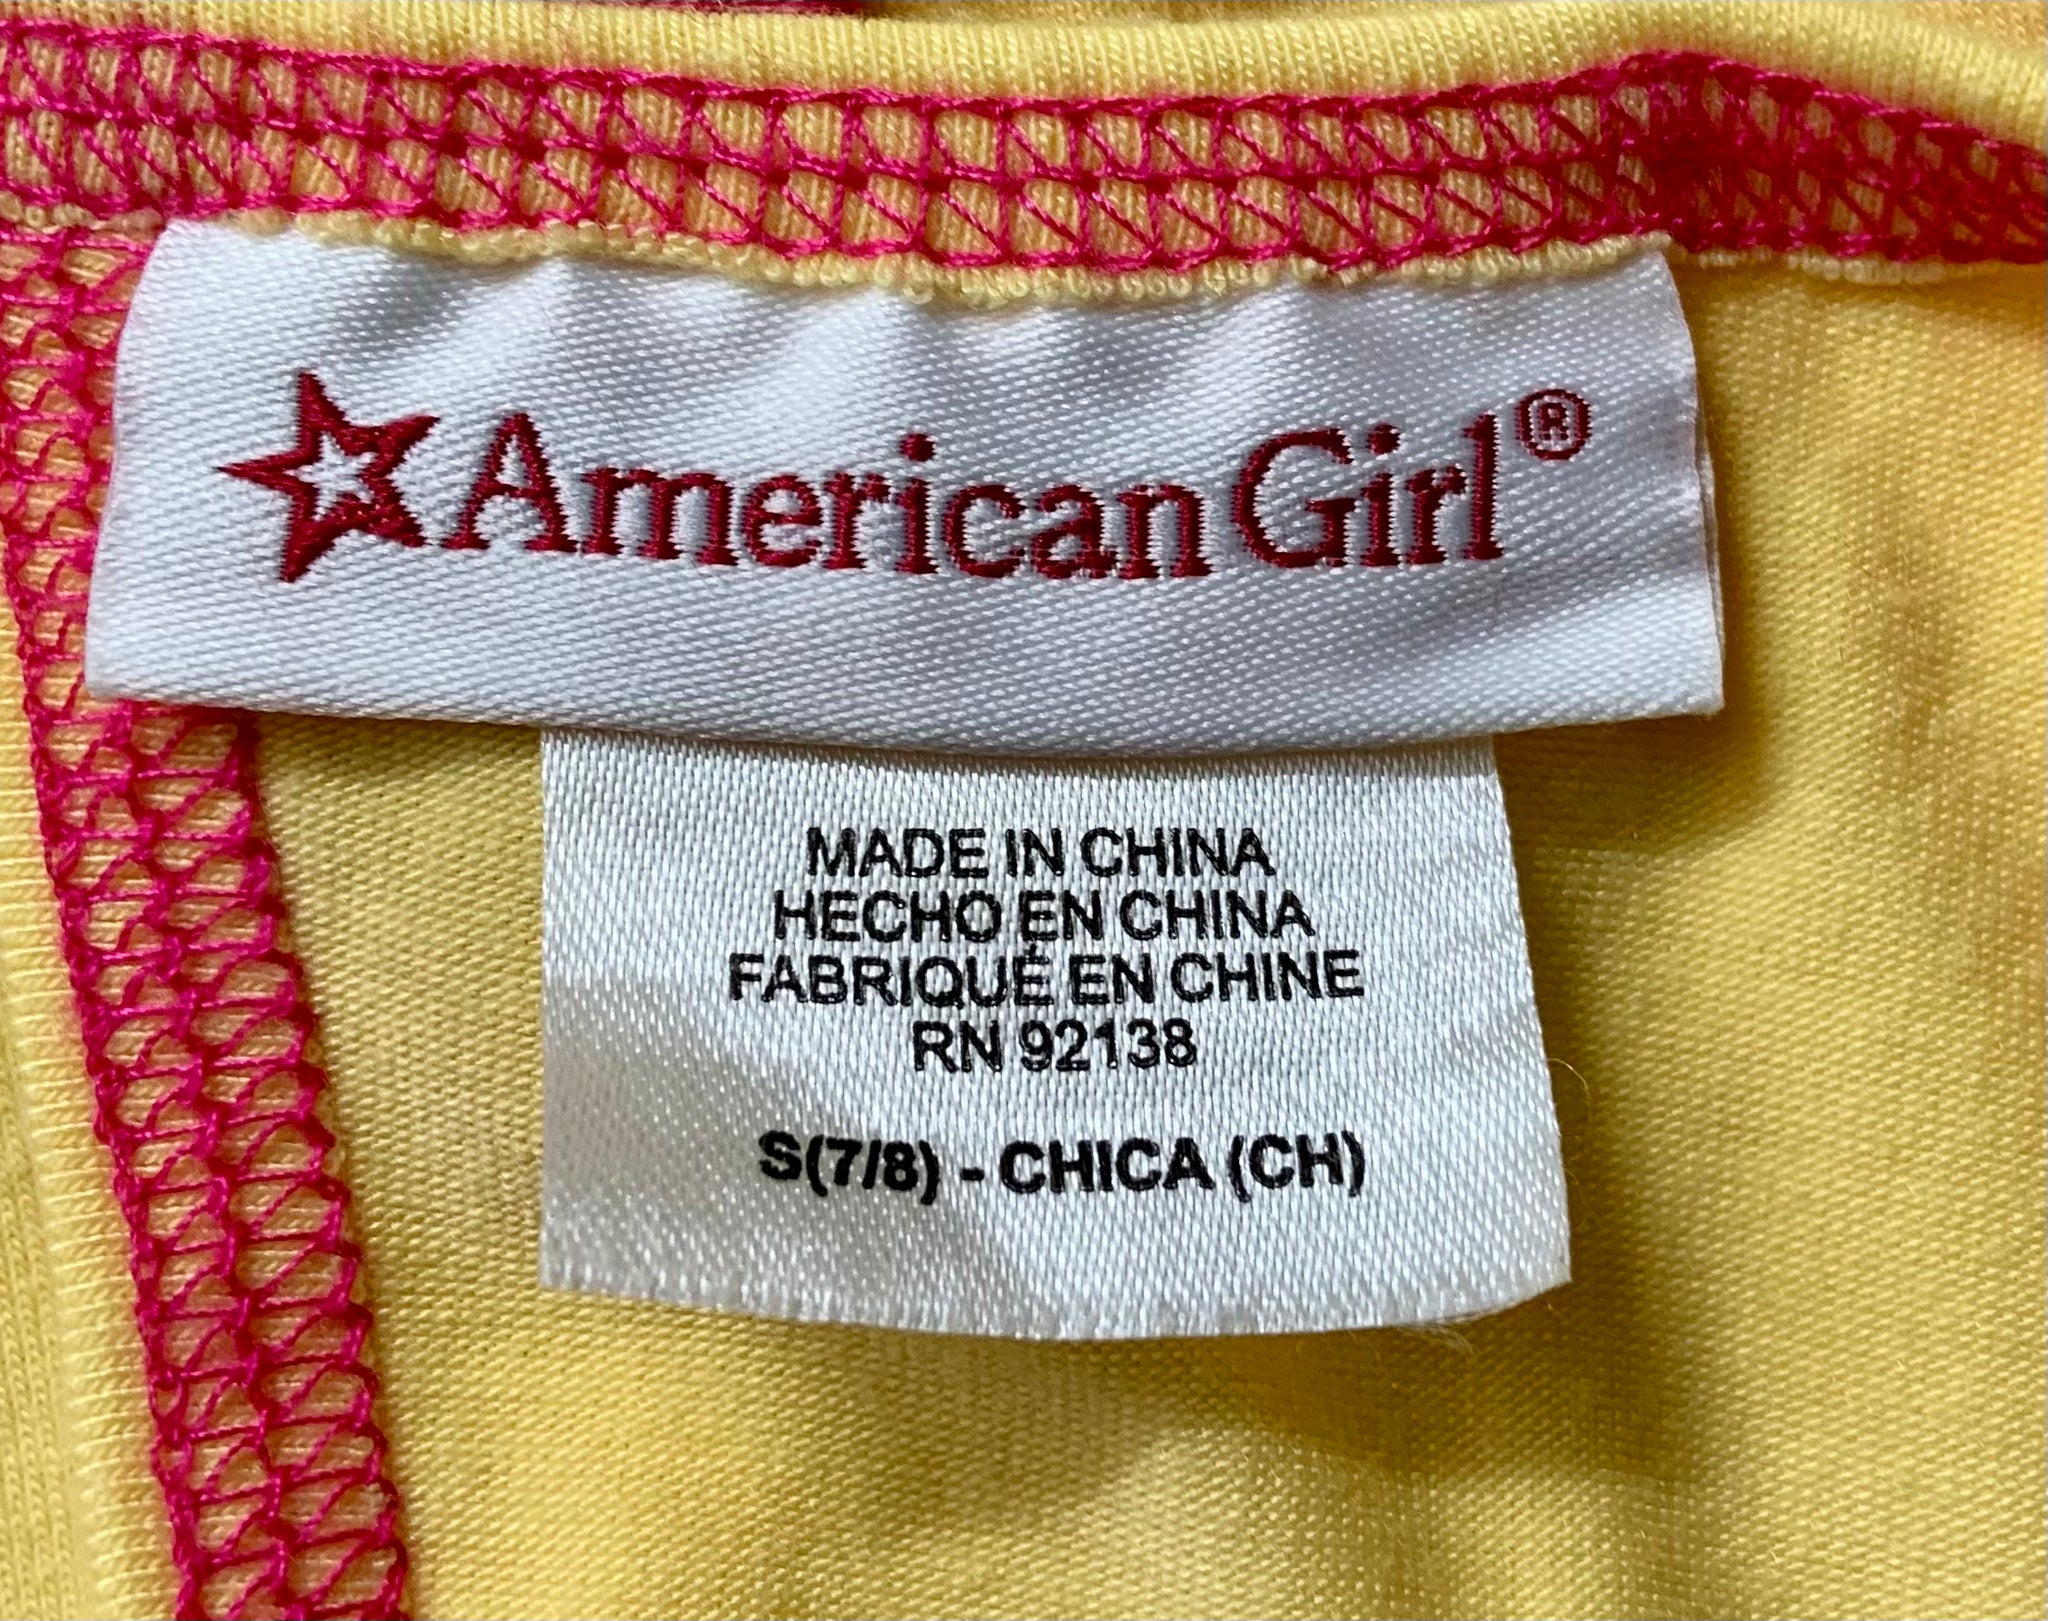 American Girl®
MADE IN CHINA
HECHO EN CHINA
FABRIQUÉ EN CHINE
RN 92138
S(7/8) - CHICA (CH)